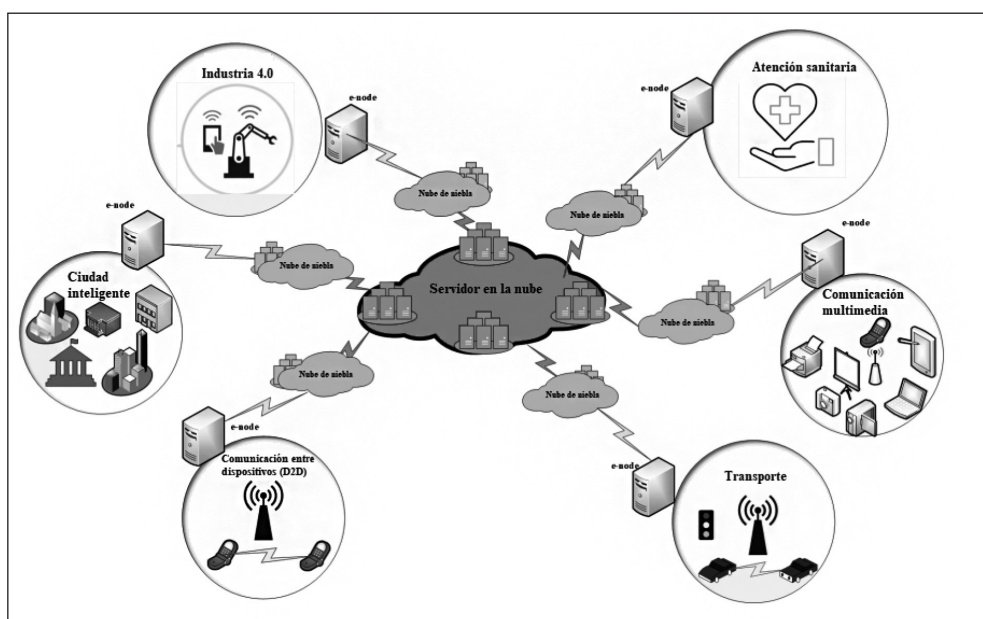 Industria 4.0
e-node
Atención sanitaria
e-node
Nube de niebla
Nube de niebla
e-node
e-node
Ciudad
inteligente
Nube de niebla
Servidor en la nube
Nube de niebla
Comunicación
multimedia
Nube de niebla
Nube de niebla
e-node
Comunicación entre
dispositivos (D2D)
e-node
Transporte